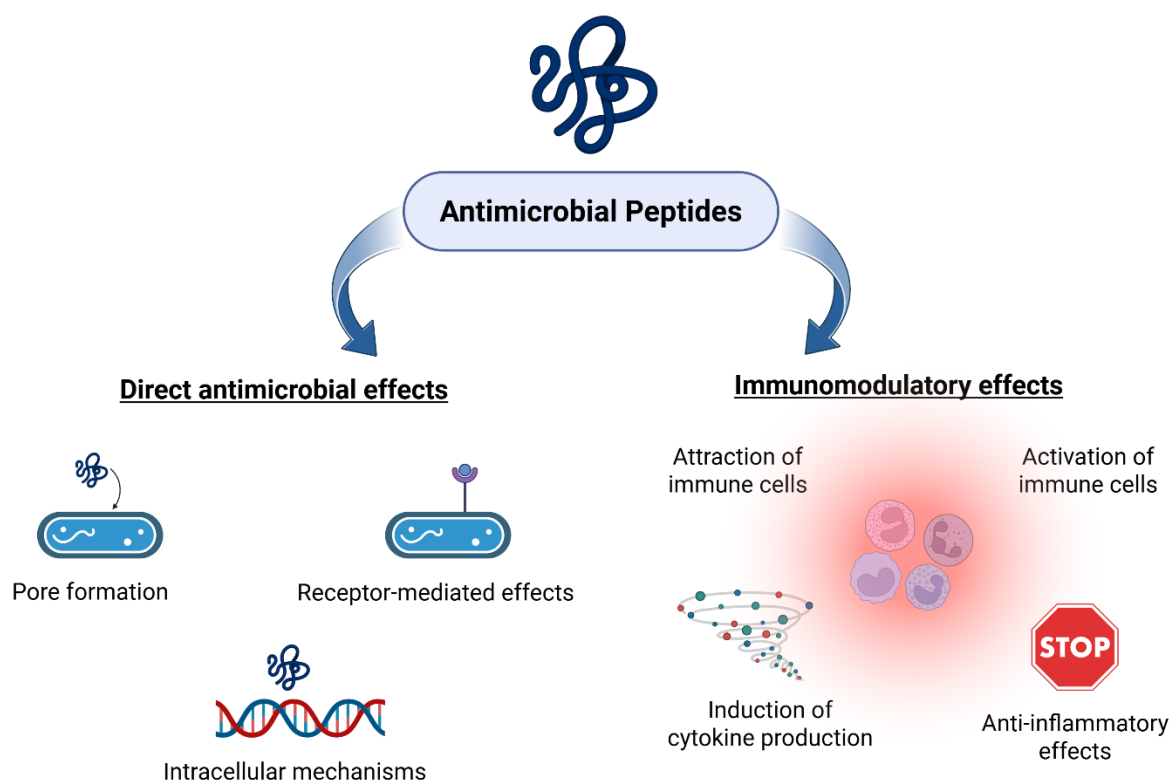 Antimicrobial Peptides
Direct antimicrobial effects
Pore formation
Receptor-mediated effects
Intracellular mechanisms
Immunomodulatory effects
Attraction of
immune cells
Activation of
immune cells
Induction of
cytokine production
STOP
Anti-inflammatory
effects